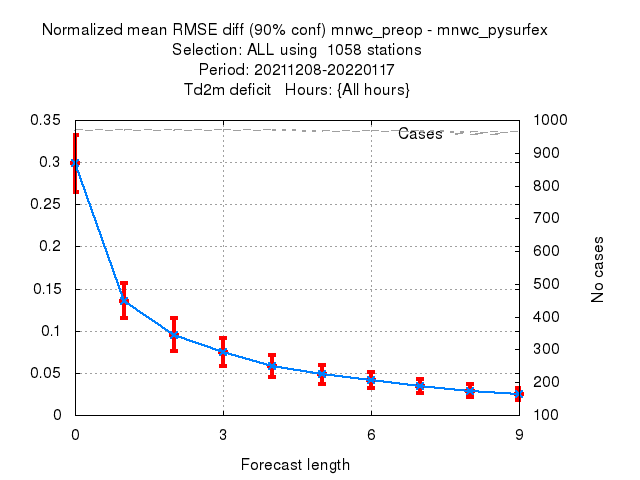 Normalized mean RMSE diff (90% conf) mnwc_preop - mnwc_pysurfex
Selection: ALL using  1058 stations
Period: 20211208-20220117
Td2m deficit   Hours: {All hours}
0.35
0.3
0.25
0.2
0.15
0.1
0.05
0
1000
900
800
700
600
500
400
300
200
100
Cases
No cases
0 3 6 9
Forecast length